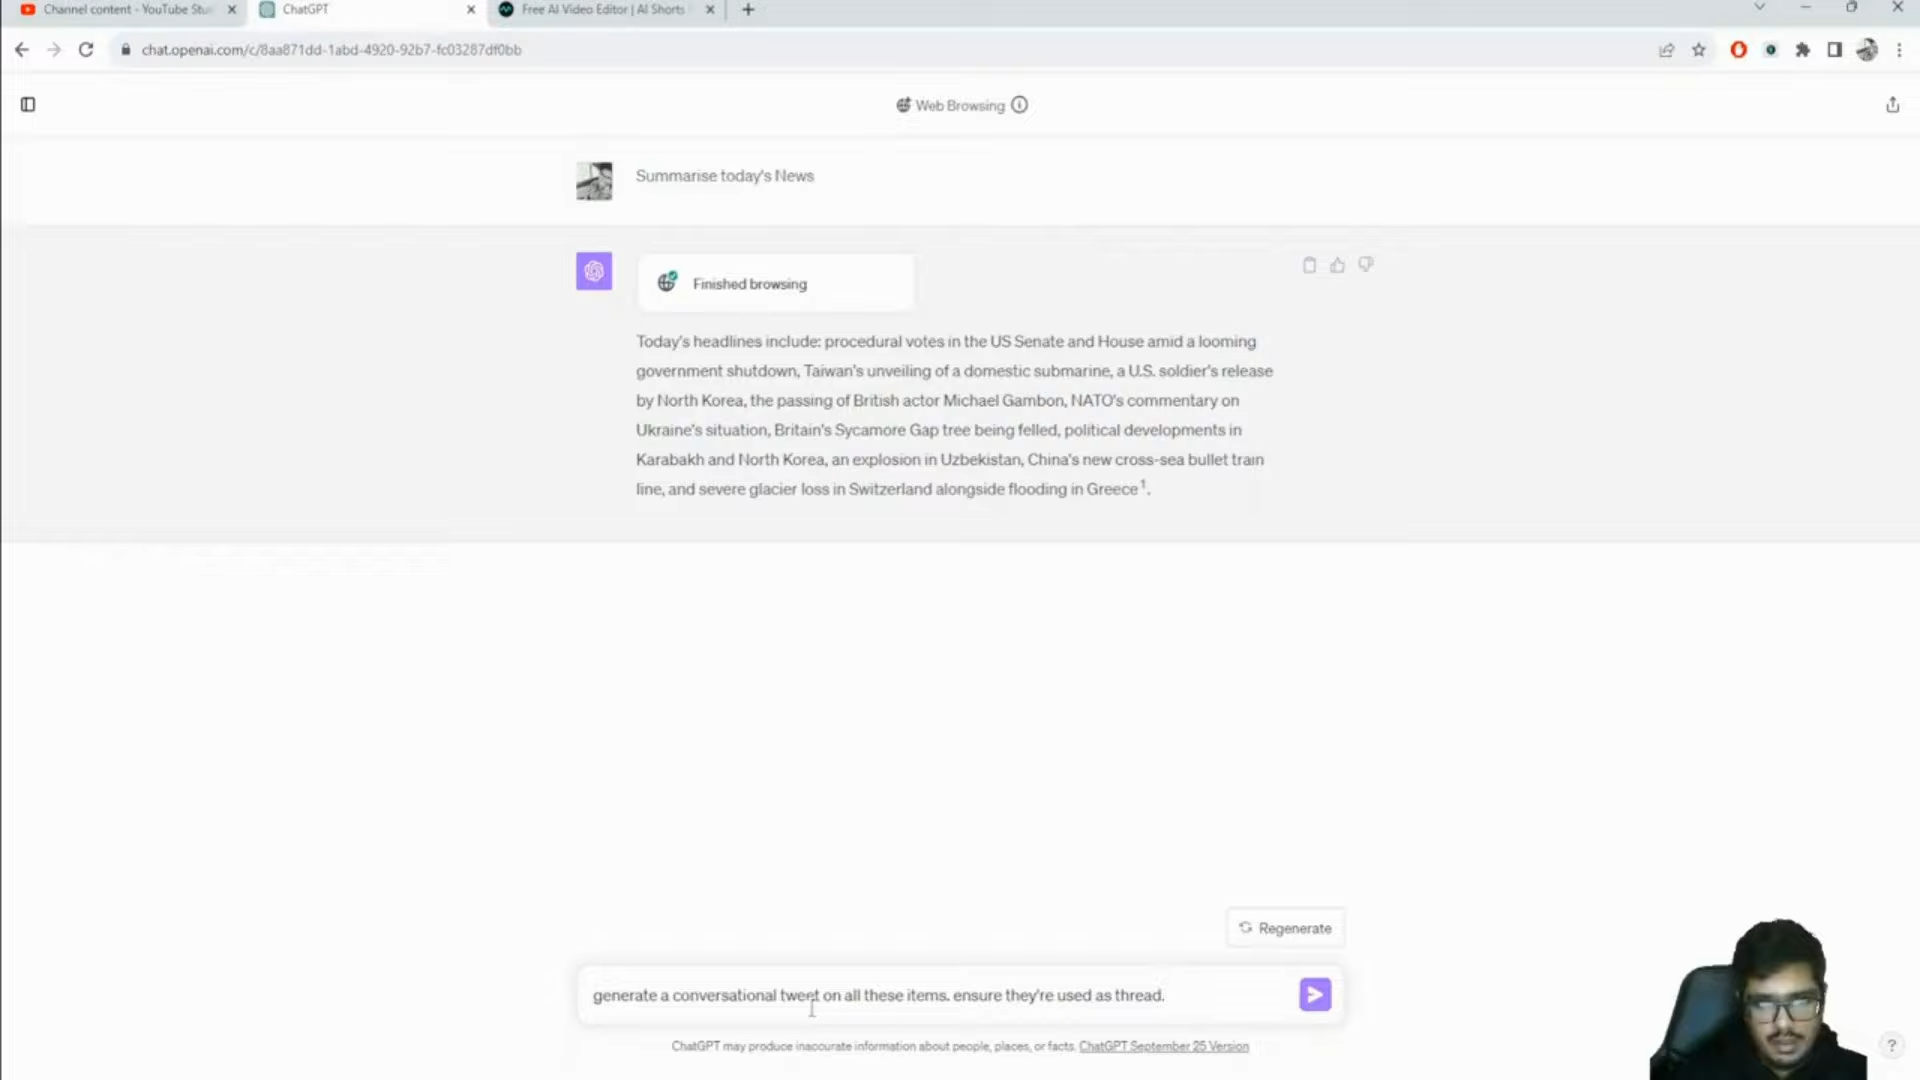 Channel content - YouTube Stu
ChatGPT
Free AI Video Editor | AI Shorts
chat.openai.com/c/8aa871dd-1abd-4920-92b7-fc03287df0bb
Web Browsing
Summarise today's News
Finished browsing
Today's headlines include: procedural votes in the US Senate and House amid a looming
government shutdown, Taiwan's unveiling of a domestic submarine, a U.S. soldier's release
by North Korea, the passing of British actor Michael Gambon, NATO's commentary on
Ukraine's situation, Britain's Sycamore Gap tree being felled, political developments in
Karabakh and North Korea, an explosion in Uzbekistan, China's new cross-sea bullet train
line, and severe glacier loss in Switzerland alongside flooding in Greece¹.
Regenerate
generate a conversational tweet on all these items. ensure they're used as thread.
ChatGPT may produce inaccurate information about people, places, or facts. ChatGPT September 25 Version
?